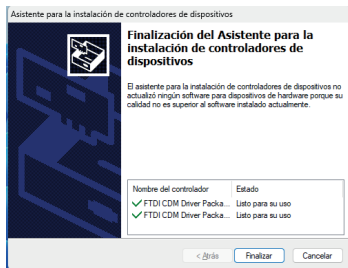 Asistente para la instalación de controladores de dispositivos
Finalización del Asistente para la
instalación de controladores de
dispositivos
El asistente para la instalación de controladores de dispositivos no
actualizó ningún software para dispositivos de hardware porque su
calidad no es superior al software instalado actualmente.
Nombre del controlador Estado
FTDI CDM Driver Packa... Listo para su uso
FTDI CDM Driver Packa... Listo para su uso
< Atrás Finalizar Cancelar